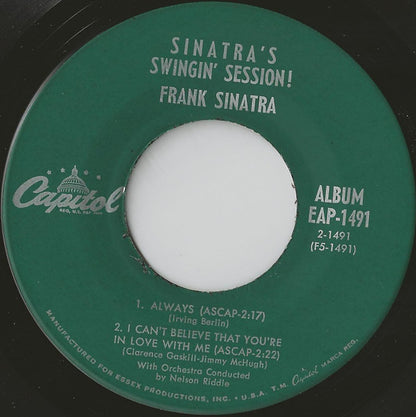 SINATRA'S
SWINGIN' SESSION!
FRANK SINATRA
Capitol
REG. U.S. PAT. OFF.
ALBUM
EAP-1491
2-1491
(F5-1491)
1. ALWAYS (ASCAP-2:17)
(Irving Berlin)
2. I CAN'T BELIEVE THAT YOU'RE
IN LOVE WITH ME (ASCAP-2:22)
(Clarence Gaskill-Jimmy McHugh)
With Orchestra Conducted
by Nelson Riddle
MANUFACTURED FOR ESSEX PRODUCTIONS, INC. • U.S.A. T.M. Capitol MARCA REG.